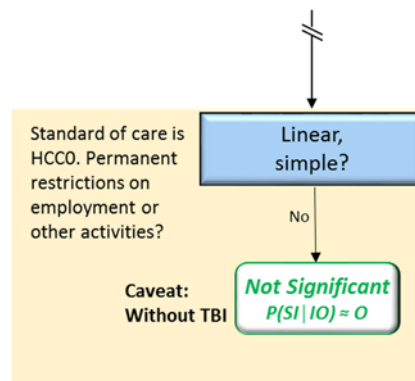 Standard of care is
HCC0. Permanent
restrictions on
employment or
other activities?
Linear,
simple?
No
Caveat:
Without TBI
Not Significant
P(SI|IO) ≈ O